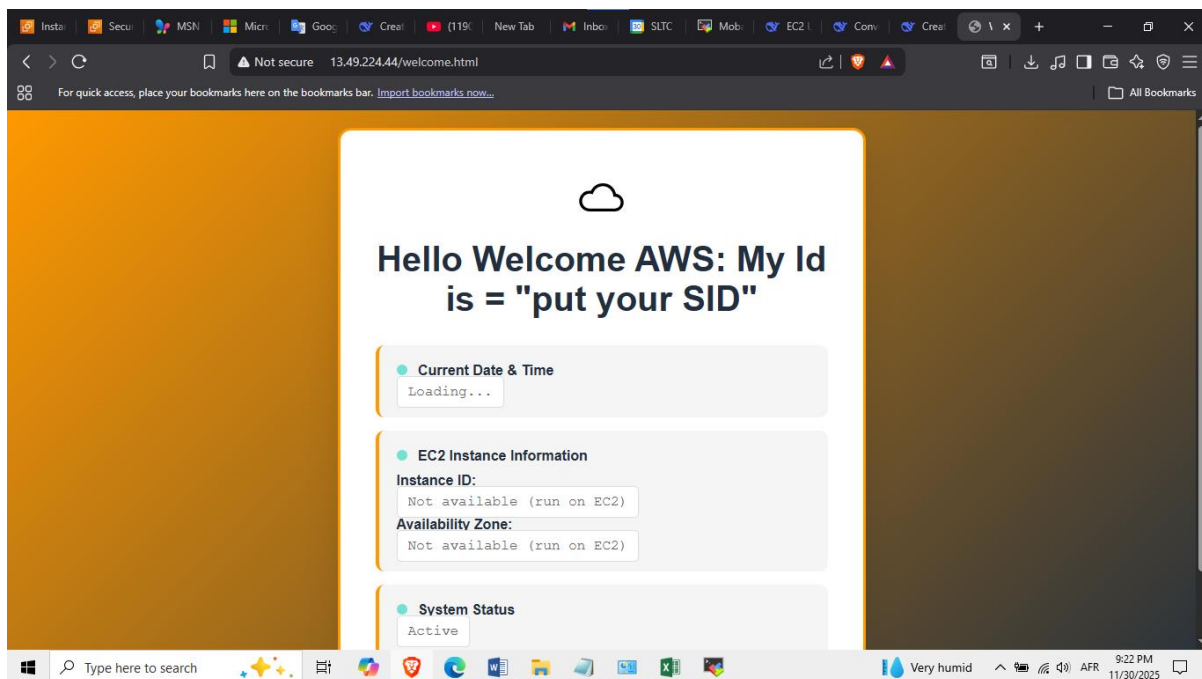 Insta Secu MSN Micro Goog Creat (119( New Tab Inbo SLTC Mob EC2 Conv Creat
Not secure 13.49.224.44/welcome.html
For quick access, place your bookmarks here on the bookmarks bar. Import bookmarks now...
All Bookmarks
Hello Welcome AWS: My Id
is = "put your SID"
Current Date & Time
Loading...
EC2 Instance Information
Instance ID:
Not available (run on EC2)
Availability Zone:
Not available (run on EC2)
System Status
Active
Type here to search
Very humid
AFR
9:22 PM
11/30/2025